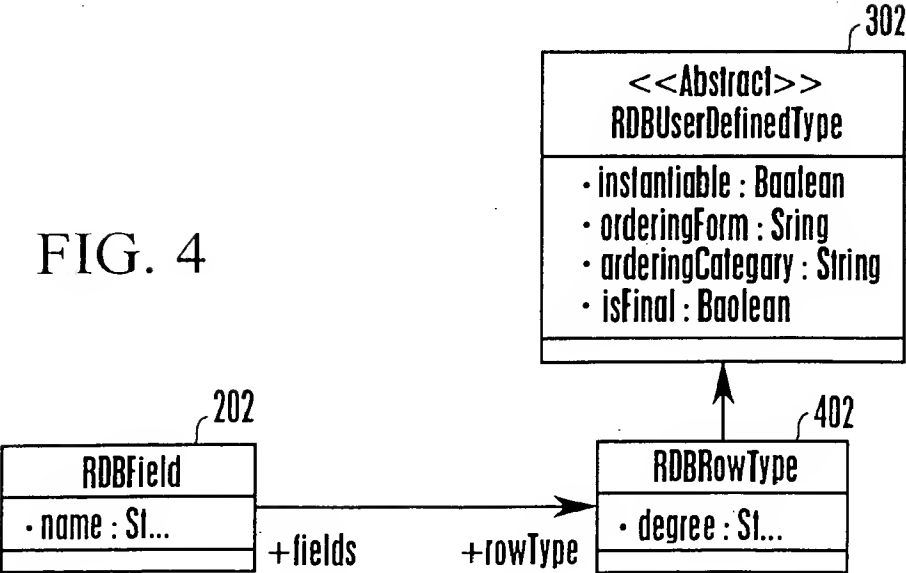 302
<<Abstract>>
RDBUserDefinedType
· instantiable : Baalean
· orderingForm : Sring
· arderingCategary : String
· isFinal : Baolean
FIG. 4
202
402
RDBField
· name : St...
RDBRowType
· degree : St...
+fields
+rowType